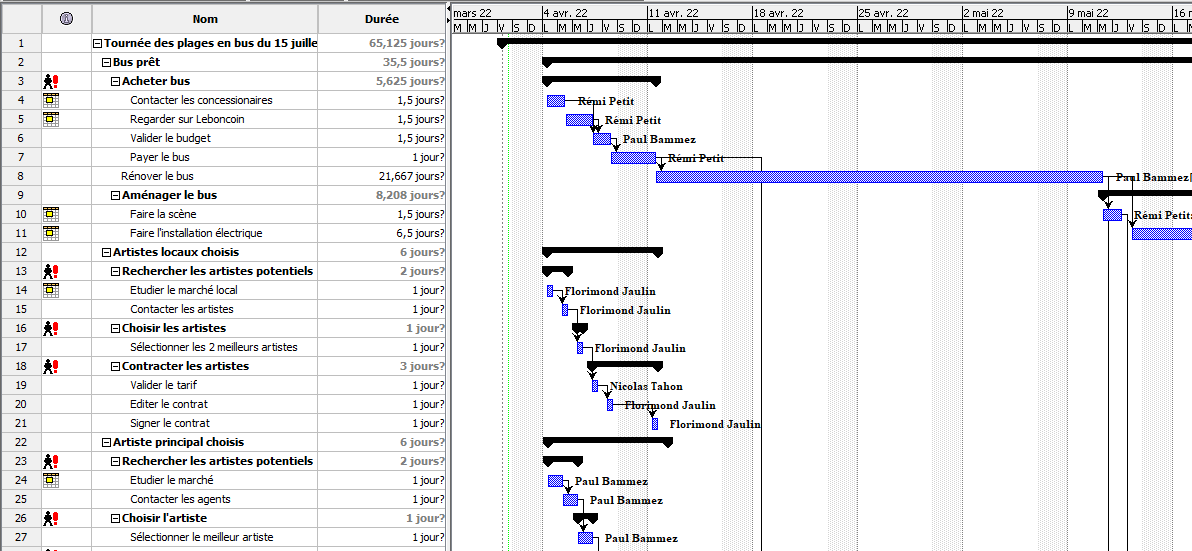 Nom Durée
mars 22 4 avr. 22 11 avr. 22 18 avr. 22 25 avr. 22 2 mai 22 9 mai 22 16
M M J V S D L M M J V S D L M M J V S D L M M J V S D L M M J V S D L M M J V S D L M M J V S D L
1 Tournée des plages en bus du 15 juille 65,125 jours?
2 Bus prêt 35,5 jours?
3 Acheter bus 5,625 jours?
4 Contacter les concessionaires 1,5 jours? Rémi Petit
5 Regarder sur Leboncoin 1,5 jours? Rémi Petit
6 Valider le budget 1,5 jours? Paul Bammez
7 Payer le bus 1 jour? Rémi Petit
8 Rénover le bus 21,667 jours? Paul Bammez[
9 Aménager le bus 8,208 jours?
10 Faire la scène 1,5 jours? Rémi Petit
11 Faire l'installation électrique 6,5 jours?
12 Artistes locaux choisis 6 jours?
13 Rechercher les artistes potentiels 2 jours?
14 Etudier le marché local 1 jour? Florimond Jaulin
15 Contacter les artistes 1 jour? Florimond Jaulin
16 Choisir les artistes 1 jour?
17 Sélectionner les 2 meilleurs artistes 1 jour? Florimond Jaulin
18 Contracter les artistes 3 jours?
19 Valider le tarif 1 jour? Nicolas Tahon
20 Editer le contrat 1 jour? Florimond Jaulin
21 Signer le contrat 1 jour? Florimond Jaulin
22 Artiste principal choisis 6 jours?
23 Rechercher les artistes potentiels 2 jours?
24 Etudier le marché 1 jour? Paul Bammez
25 Contacter les agents 1 jour? Paul Bammez
26 Choisir l'artiste 1 jour?
27 Sélectionner le meilleur artiste 1 jour? Paul Bammez